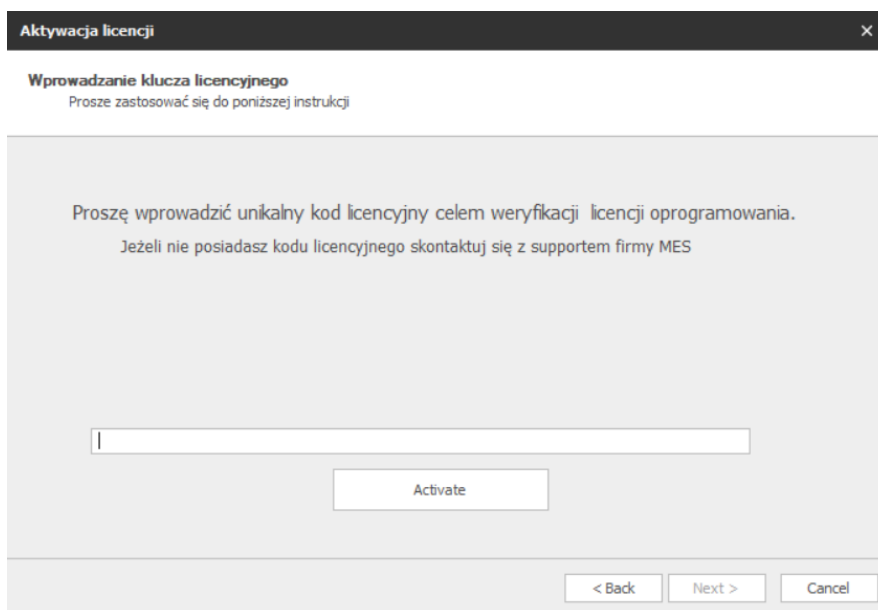 Aktywacja licencji
Wprowadzanie klucza licencyjnego
Prosze zastosować się do poniższej instrukcji
Proszę wprowadzić unikalny kod licencyjny celem weryfikacji  licencji oprogramowania.
Jeżeli nie posiadasz kodu licencyjnego skontaktuj się z supportem firmy MES
Activate
< Back Next > Cancel